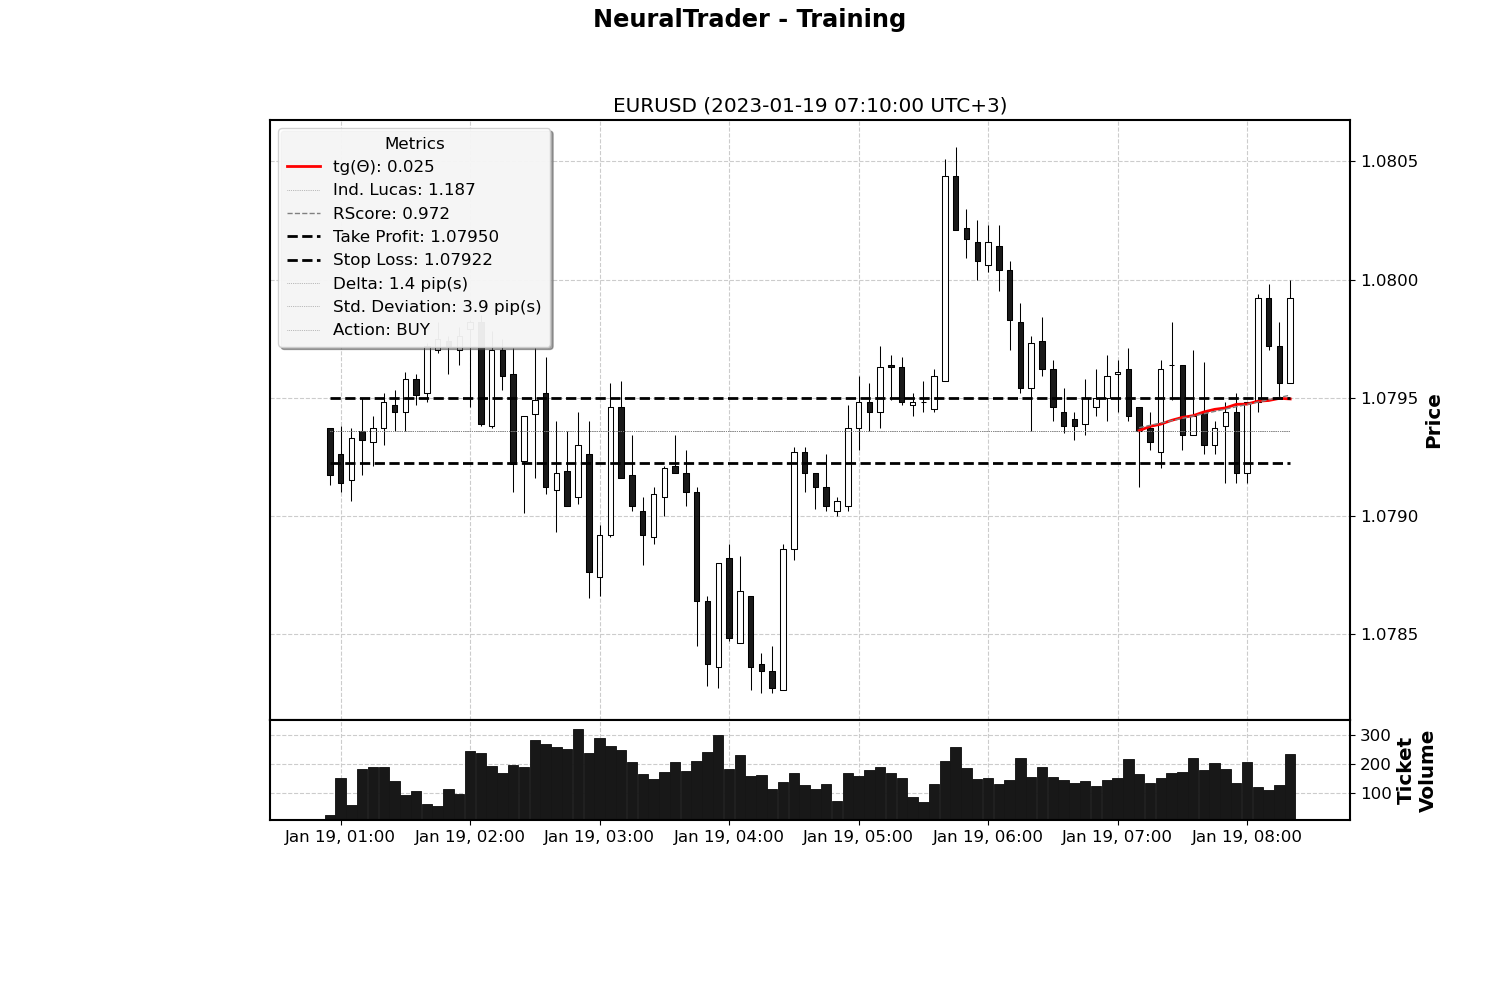 NeuralTrader - Training
EURUSD (2023-01-19 07:10:00 UTC+3)
Metrics
tg(Θ): 0.025
Ind. Lucas: 1.187
RScore: 0.972
Take Profit: 1.07950
Stop Loss: 1.07922
Delta: 1.4 pip(s)
Std. Deviation: 3.9 pip(s)
Action: BUY
1.0805
1.0800
1.0795
1.0790
1.0785
Price
300
200
100
Ticket
Volume
Jan 19, 01:00
Jan 19, 02:00
Jan 19, 03:00
Jan 19, 04:00
Jan 19, 05:00
Jan 19, 06:00
Jan 19, 07:00
Jan 19, 08:00